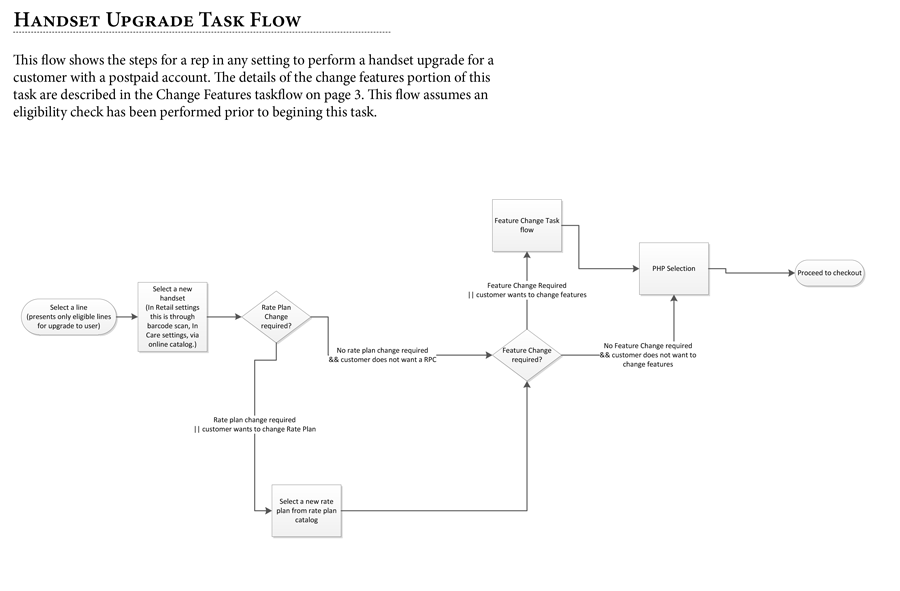 Handset Upgrade Task Flow
This flow shows the steps for a rep in any setting to perform a handset upgrade for a
customer with a postpaid account. The details of the change features portion of this
task are described in the Change Features taskflow on page 3. This flow assumes an
eligibility check has been performed prior to begining this task.
Feature Change Task
flow
PHP Selection
Proceed to checkout
Select a line
(presents only eligible lines
for upgrade to user)
Select a new
handset
(In Retail settings
this is through
barcode scan, In
Care settings, via
online catalog.)
Rate Plan
Change
required?
Feature Change Required
|| customer wants to change features
No rate plan change required
&& customer does not want a RPC
Feature Change
required?
No Feature Change required
&& customer does not want to
change features
Rate plan change required
|| customer wants to change Rate Plan
Select a new rate
plan from rate plan
catalog